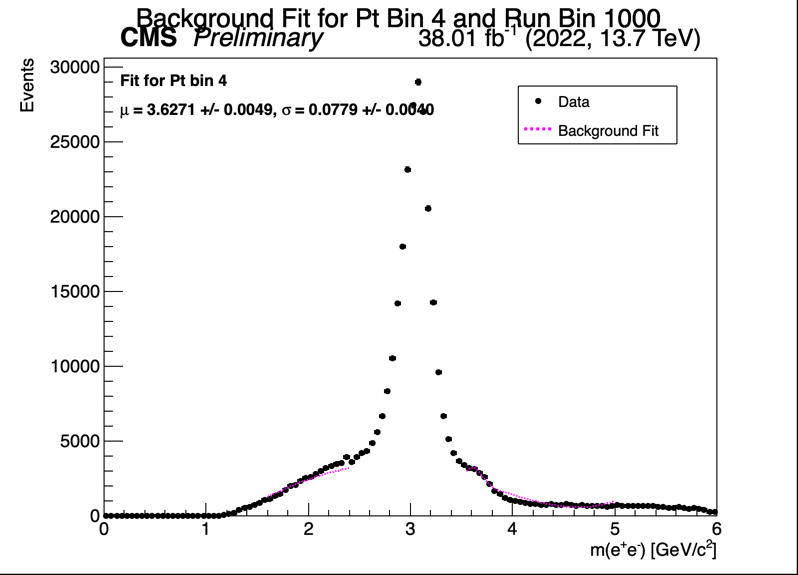 Background Fit for Pt Bin 4 and Run Bin 1000
CMS Preliminary
38.01 fb⁻¹ (2022, 13.7 TeV)
Events
30000
Fit for Pt bin 4
μ = 3.6271 +/- 0.0049, σ = 0.0779 +/- 0.0040
Data
Background Fit
25000
20000
15000
10000
5000
0
0 1 2 3 4 5 6
m(e⁺e⁻) [GeV/c²]